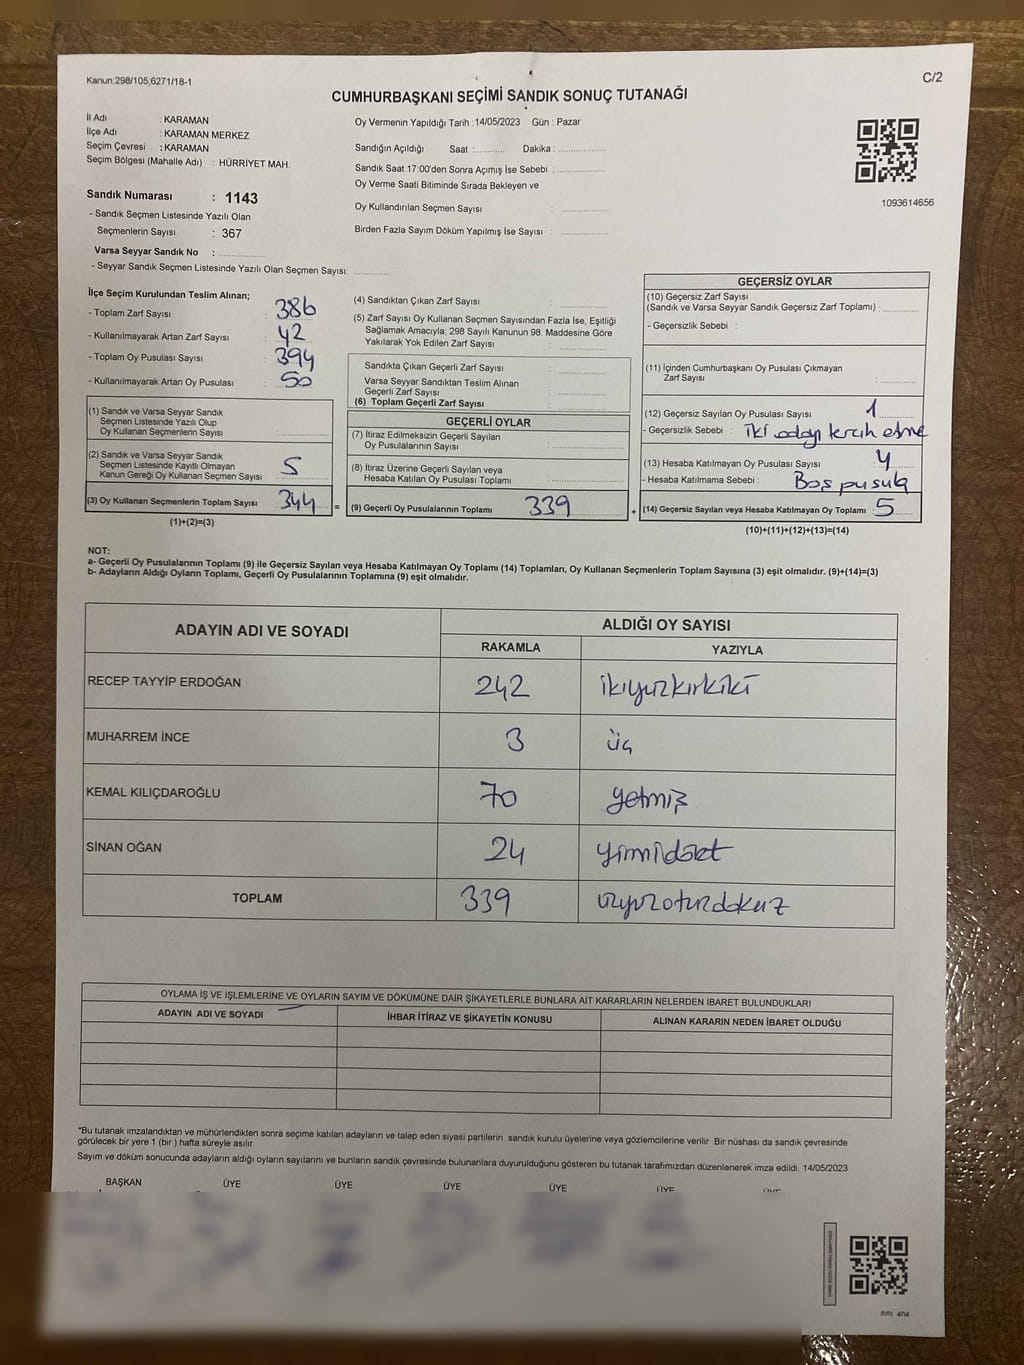 Kanun;298/105,6271/18-1
C/2
CUMHURBAŞKANI SEÇİMİ SANDIK SONUÇ TUTANAĞI
İl Adı : KARAMAN
İlçe Adı : KARAMAN MERKEZ
Seçim Çevresi : KARAMAN
Seçim Bölgesi (Mahalle Adı) : HÜRRİYET MAH.
Sandık Numarası : 1143
- Sandık Seçmen Listesinde Yazılı Olan
Seçmenlerin Sayısı : 367
Varsa Seyyar Sandık No :
- Seyyar Sandık Seçmen Listesinde Yazılı Olan Seçmen Sayısı:
Oy Vermenin Yapıldığı Tarih :14/05/2023 Gün : Pazar
Sandığın Açıldığı Saat : Dakika :
Sandık Saat 17:00'den Sonra Açımış İse Sebebi :
Oy Verme Saati Bitiminde Sırada Bekleyen ve
Oy Kullandırılan Seçmen Sayısı :
Birden Fazla Sayım Döküm Yapılmış İse Sayısı :
1093614656
İlçe Seçim Kurulundan Teslim Alınan;
- Toplam Zarf Sayısı : 386
- Kullanılmayarak Artan Zarf Sayısı : 42
- Toplam Oy Pusulası Sayısı : 394
- Kullanılmayarak Artan Oy Pusulası : 50
(1) Sandık ve Varsa Seyyar Sandık
Seçmen Listesinde Yazılı Olup
Oy Kullanan Seçmenlerin Sayısı :
(2) Sandık ve Varsa Seyyar Sandık
Seçmen Listesinde Kayıtlı Olmayan
Kanun Gereği Oy Kullanan Seçmen Sayısı : 5
(3) Oy Kullanan Seçmenlerin Toplam Sayısı : 344
(1)+(2)=(3)
=
(4) Sandıktan Çıkan Zarf Sayısı :
(5) Zarf Sayısı Oy Kullanan Seçmen Sayısından Fazla İse, Eşitliği
Sağlamak Amacıyla, 298 Sayılı Kanunun 98. Maddesine Göre
Yakılarak Yok Edilen Zarf Sayısı :
Sandıkta Çıkan Geçerli Zarf Sayısı :
Varsa Seyyar Sandıktan Teslim Alınan
Geçerli Zarf Sayısı :
(6) Toplam Geçerli Zarf Sayısı :
GEÇERLİ OYLAR
(7) İtiraz Edilmeksizin Geçerli Sayılan
Oy Pusulasının Sayısı :
(8) İtiraz Üzerine Geçerli Sayılan veya
Hesaba Katılan Oy Pusulası Toplamı :
(9) Geçerli Oy Pusulalarının Toplamı : 339
+
GEÇERSİZ OYLAR
(10) Geçersiz Zarf Sayısı
(Sandık ve Varsa Seyyar Sandık Geçersiz Zarf Toplamı) :
- Geçersizlik Sebebi :
(11) İçinden Cumhurbaşkanı Oy Pusulası Çıkmayan
Zarf Sayısı :
(12) Geçersiz Sayılan Oy Pusulası Sayısı : 1
- Geçersizlik Sebebi : iki adayı tercih etme
(13) Hesaba Katılmayan Oy Pusulası Sayısı : 4
- Hesaba Katılmama Sebebi : Boş pusula
(14) Geçersiz Sayılan veya Hesaba Katılmayan Oy Toplamı : 5
(10)+(11)+(12)+(13)=(14)
NOT:
a- Geçerli Oy Pusulalarının Toplamı (9) ile Geçersiz Sayılan veya Hesaba Katılmayan Oy Toplamı (14) Toplamları, Oy Kullanan Seçmenlerin Toplam Sayısına (3) eşit olmalıdır. (9)+(14)=(3)
b- Adayların Aldığı Oyların Toplamı, Geçerli Oy Pusulalarının Toplamına (9) eşit olmalıdır.
ADAYIN ADI VE SOYADI ALDIĞI OY SAYISI
RAKAMLA YAZIYLA
RECEP TAYYİP ERDOĞAN 242 ikiyüzkırkiki
MUHARREM İNCE 3 üç
KEMAL KILIÇDAROĞLU 70 yetmiş
SİNAN OĞAN 24 yirmidört
TOPLAM 339 üçyüzotuzdokuz
OYLAMA İŞ VE İŞLEMLERİNE VE OYLARIN SAYIM VE DÖKÜMÜNE DAİR ŞİKAYETLERLE BUNLARA AİT KARARLARIN NELERDEN İBARET BULUNDUKLARI
ADAYIN ADI VE SOYADI İHBAR İTİRAZ VE ŞİKAYETİN KONUSU ALINAN KARARIN NEDEN İBARET OLDUĞU
*Bu tutanak imzalandıktan ve mühürlendikten sonra seçime katılan adayların ve talep eden siyasi partilerin sandık kurulu üyelerine veya gözlemcilerine verilir .Bir nüshası da sandık çevresinde
görülecek bir yere 1 (bir ) hafta süreyle asılır.
Sayım ve döküm sonucunda adayların aldığı oyların sayılarını ve bunların sandık çevresinde bulunanlara duyurulduğunu gösteren bu tutanak tarafımızdan düzenlenerek imza edildi. 14/05/2023
BAŞKAN ÜYE ÜYE ÜYE ÜYE ÜYE ÜYE